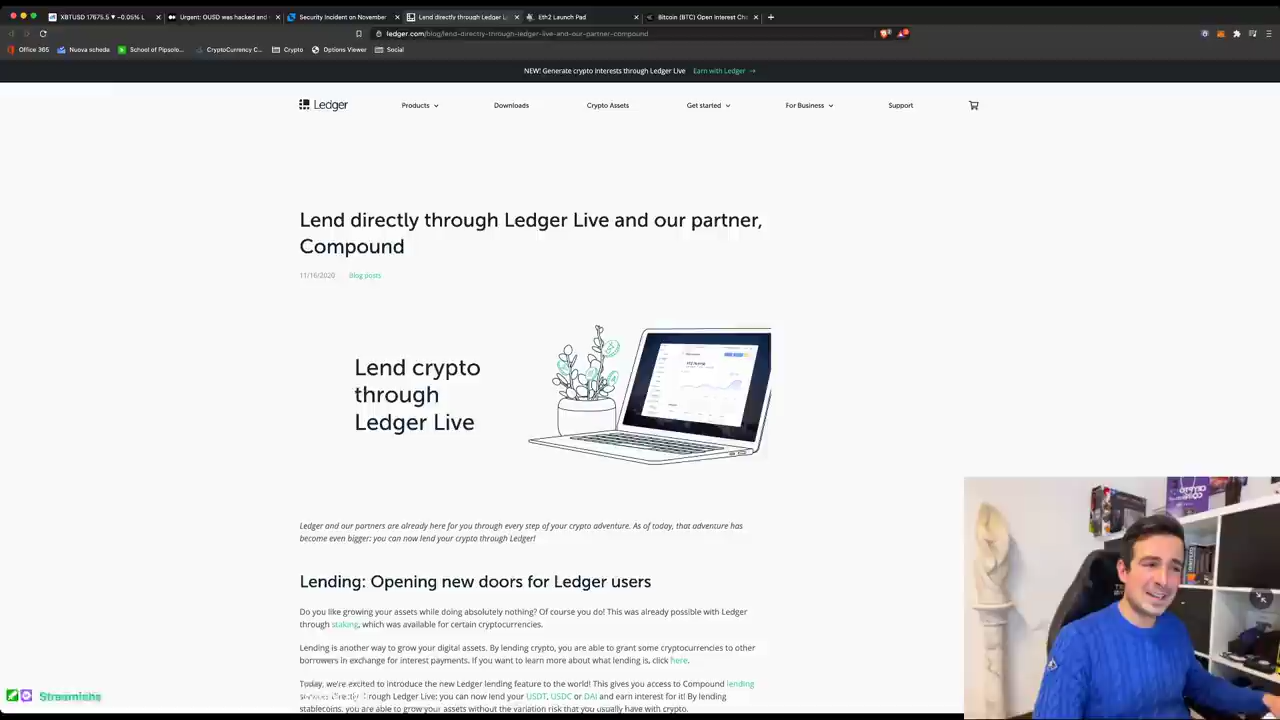 XBTUSD 17675.5 ▼ −0.05% L
Urgent: OUSD was hacked and
Security Incident on November
Lend directly through Ledger Li
Eth2 Launch Pad
Bitcoin (BTC) Open Interest Ch
ledger.com/blog/lend-directly-through-ledger-live-and-our-partner-compound
Office 365
Nuova scheda
School of Pipsolo...
CryptoCurrency C...
Crypto
Options Viewer
Social
NEW! Generate crypto interests through Ledger Live Earn with Ledger →
Ledger
Products
Downloads
Crypto Assets
Get started
For Business
Support
Lend directly through Ledger Live and our partner,
Compound
11/16/2020
Blog posts
Lend crypto
through
Ledger Live
Ledger and our partners are already here for you through every step of your crypto adventure. As of today, that adventure has
become even bigger: you can now lend your crypto through Ledger!
Lending: Opening new doors for Ledger users
Do you like growing your assets while doing absolutely nothing? Of course you do! This was already possible with Ledger
through staking, which was available for certain cryptocurrencies.
Lending is another way to grow your digital assets. By lending crypto, you are able to grant some cryptocurrencies to other
borrowers in exchange for interest payments. If you want to learn more about what lending is, click here.
Today, we're excited to introduce the new Ledger lending feature to the world! This gives you access to Compound lending
directly through Ledger Live: you can now lend your USDT, USDC or DAI and earn interest for it! By lending
stablecoins, you are able to grow your assets without the variation risk that you usually have with crypto.
Streaming